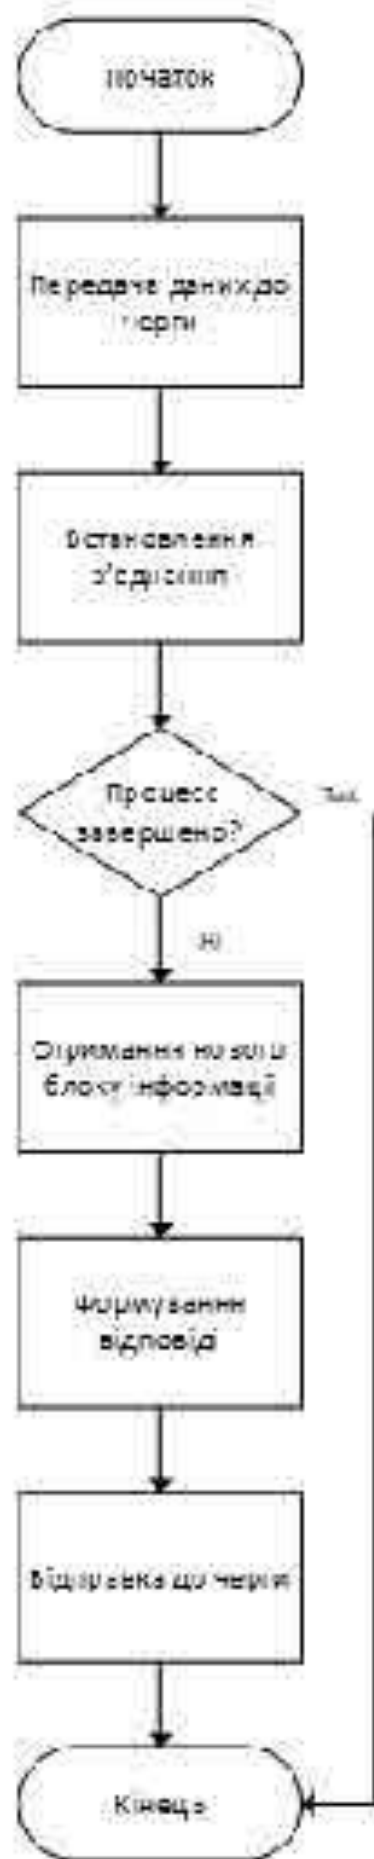 Початок
Передача даних до
черги
Встановлення
з'єднання
Процесс
завершено?
Так
Ні
Отримання нового
блоку інформації
Формування
відповіді
Відправка до черги
Кінець